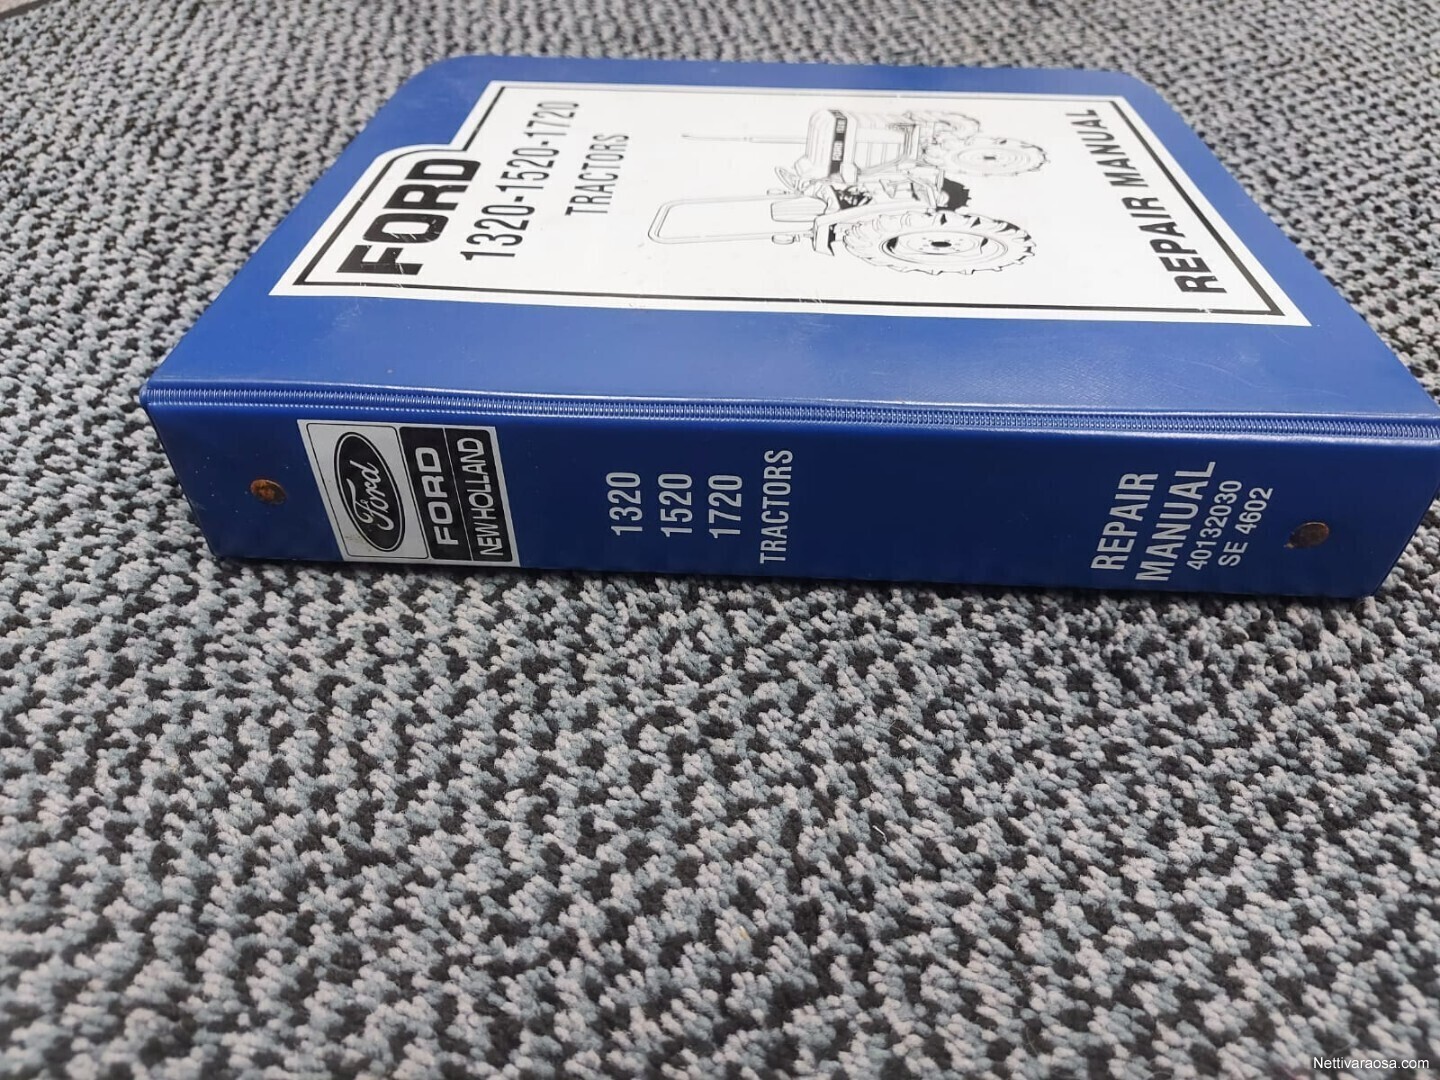 FORD
1320-1520-1720
TRACTORS
REPAIR MANUAL
Ford
FORD
NEW HOLLAND
1320
1520
1720
TRACTORS
REPAIR
MANUAL
40132030
SE 4602
Nettivaraosa.com